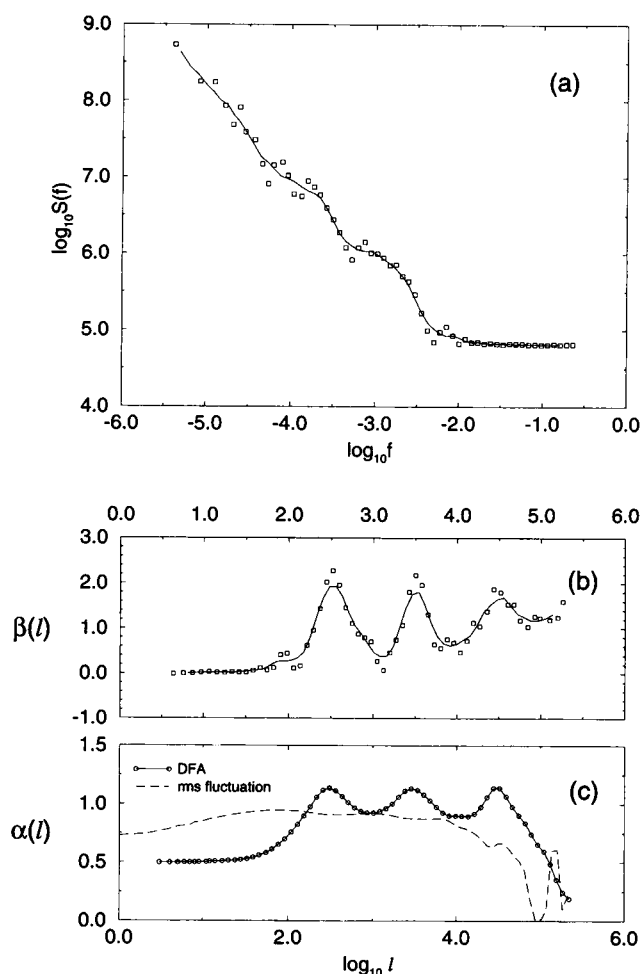 9.0
(a)
8.0
7.0
log10S(f)
6.0
5.0
4.0
-6.0 -5.0 -4.0 -3.0 -2.0 -1.0 0.0
log10f
0.0 1.0 2.0 3.0 4.0 5.0 6.0
3.0
(b)
2.0
β(l)
1.0
0.0
-1.0
1.5
DFA
(c)
rms fluctuation
1.0
α(l)
0.5
0.0
0.0 2.0 4.0 6.0
log10 l